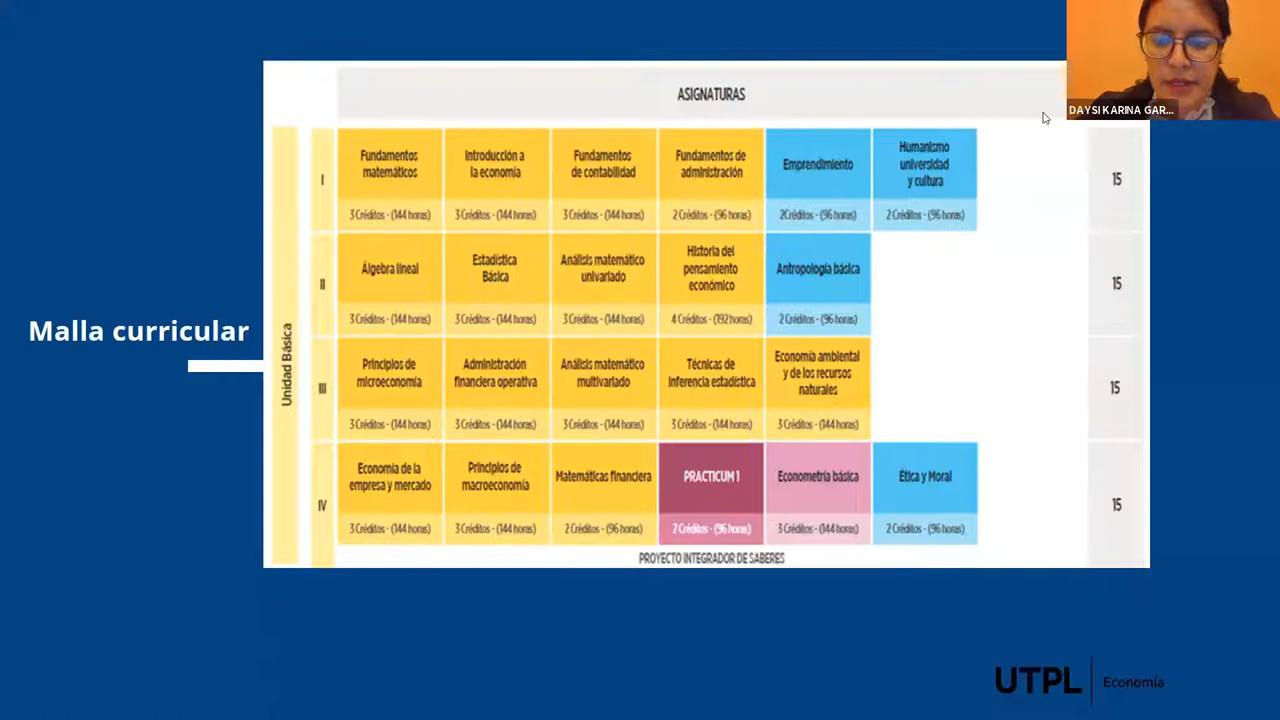 DAYSI KARINA GAR...
ASIGNATURAS
Malla curricular
Unidad Básica
I
Fundamentos
matemáticos
3 Créditos - (144 horas)
Introducción a
la economía
3 Créditos - (144 horas)
Fundamentos
de contabilidad
3 Créditos - (144 horas)
Fundamentos de
administración
2 Créditos - (96 horas)
Emprendimiento
2Créditos - (96 horas)
Humanismo
universidad
y cultura
2 Créditos - (96 horas)
15
II
Álgebra lineal
3 Créditos - (144 horas)
Estadística
Básica
3 Créditos - (144 horas)
Análisis matemático
univariado
3 Créditos - (144 horas)
Historia del
pensamiento
económico
4 Créditos - (192 horas)
Antropología básica
2 Créditos - (96 horas)
15
III
Principios de
microeconomía
3 Créditos - (144 horas)
Administración
financiera operativa
3 Créditos - (144 horas)
Análisis matemático
multivariado
3 Créditos - (144 horas)
Técnicas de
inferencia estadística
3 Créditos - (144 horas)
Economía ambiental
y de los recursos
naturales
3 Créditos - (144 horas)
15
IV
Economía de la
empresa y mercado
3 Créditos - (144 horas)
Principios de
macroeconomía
3 Créditos - (144 horas)
Matemáticas financiera
2 Créditos - (96 horas)
PRACTICUM 1
2 Créditos - (96 horas)
Econometría básica
3 Créditos - (144 horas)
Ética y Moral
2 Créditos - (96 horas)
15
PROYECTO INTEGRADOR DE SABERES
UTPL
Economía